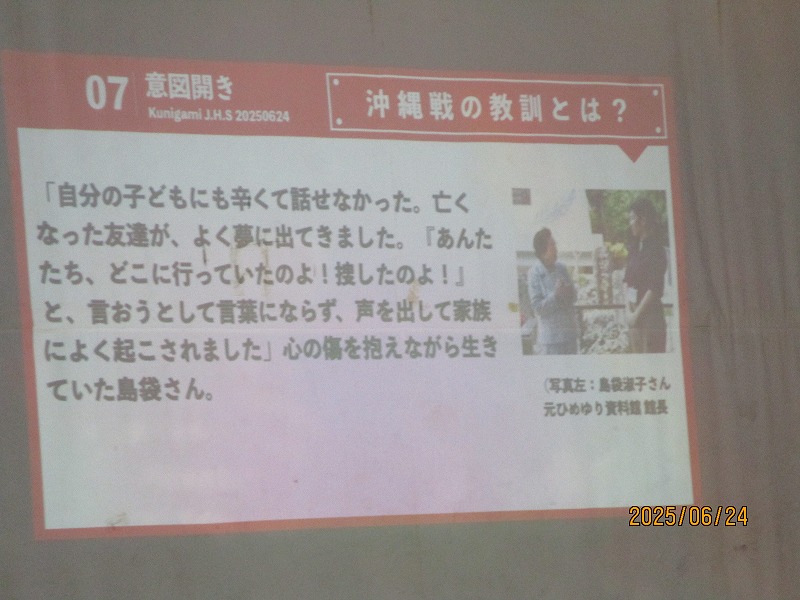 07 意図開き
Kunigami J.H.S 20250624
沖縄戦の教訓とは?
「自分の子どもにも辛くて話せなかった。亡く
なった友達が、よく夢に出てきました。『あんた
たち、どこに行っていたのよ!捜したのよ!』
と、言おうとして言葉にならず、声を出して家族
によく起こされました」心の傷を抱えながら生き
ていた島袋さん。
(写真左:島袋淑子さん
元ひめゆり資料館 館長
2025/06/24